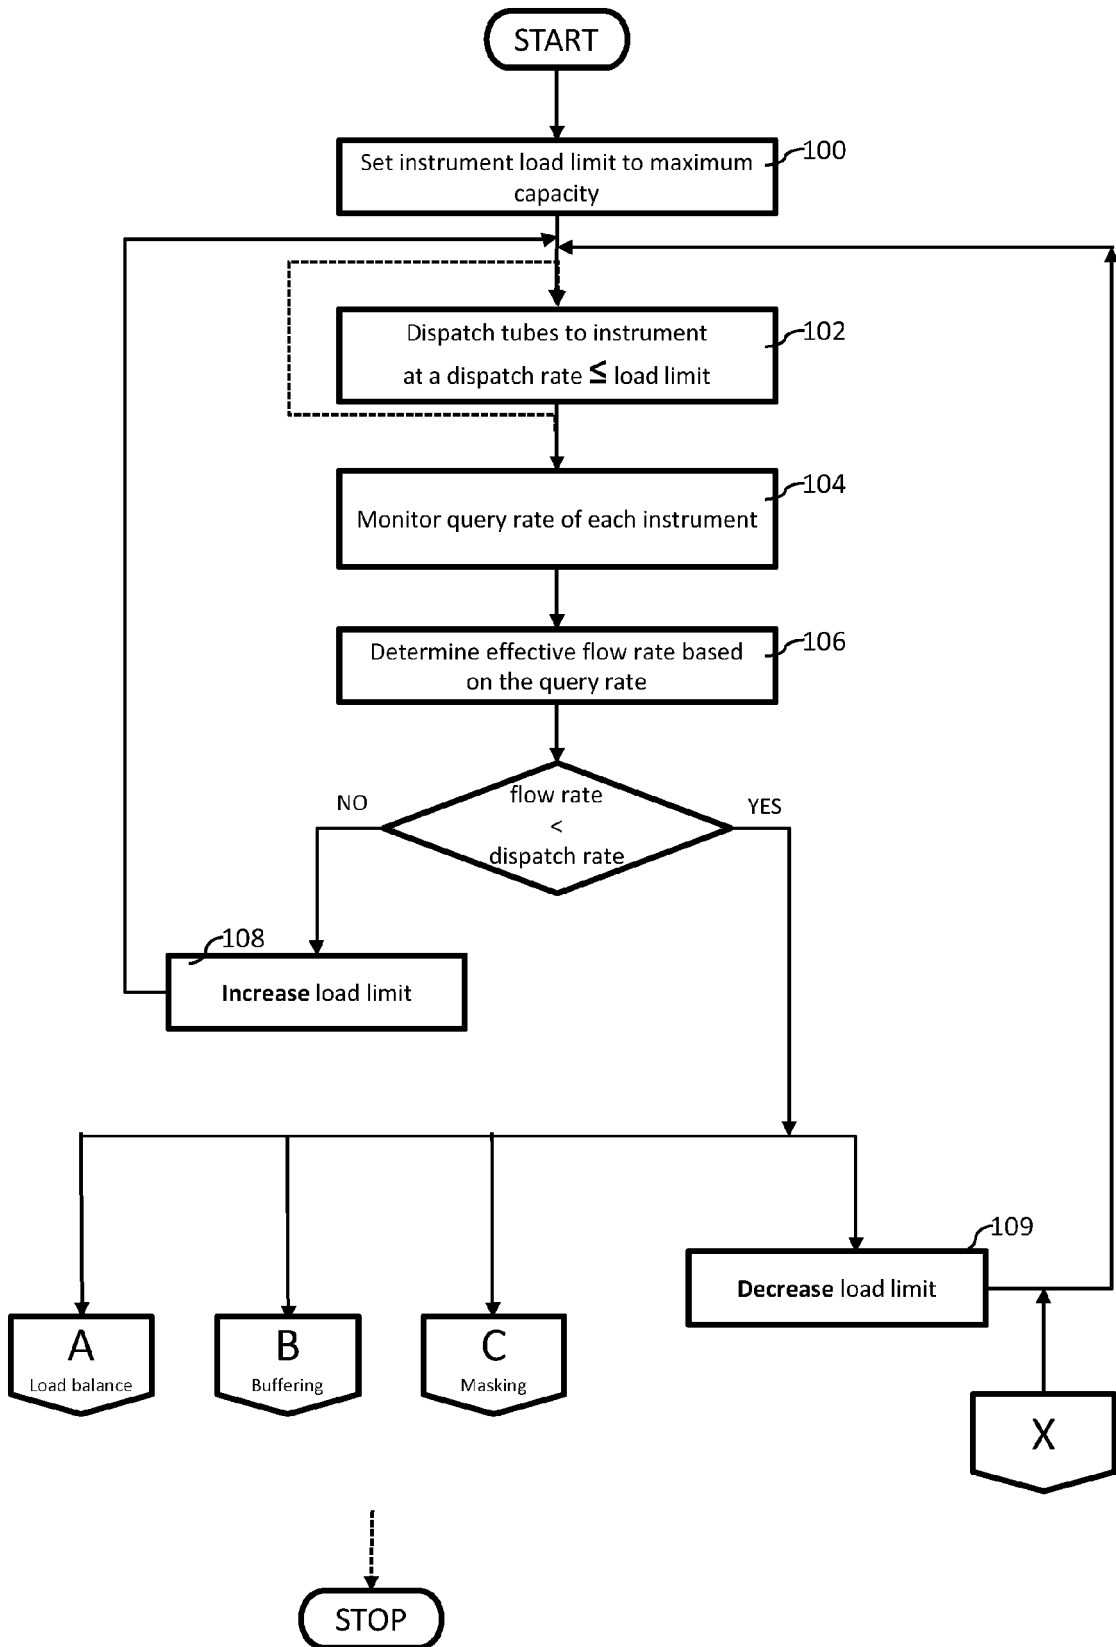 START
Set instrument load limit to maximum
capacity
100
Dispatch tubes to instrument
at a dispatch rate ≤ load limit
102
Monitor query rate of each instrument
104
Determine effective flow rate based
on the query rate
106
NO
flow rate
<
dispatch rate
YES
108
Increase load limit
109
Decrease load limit
A
Load balance
B
Buffering
C
Masking
X
STOP